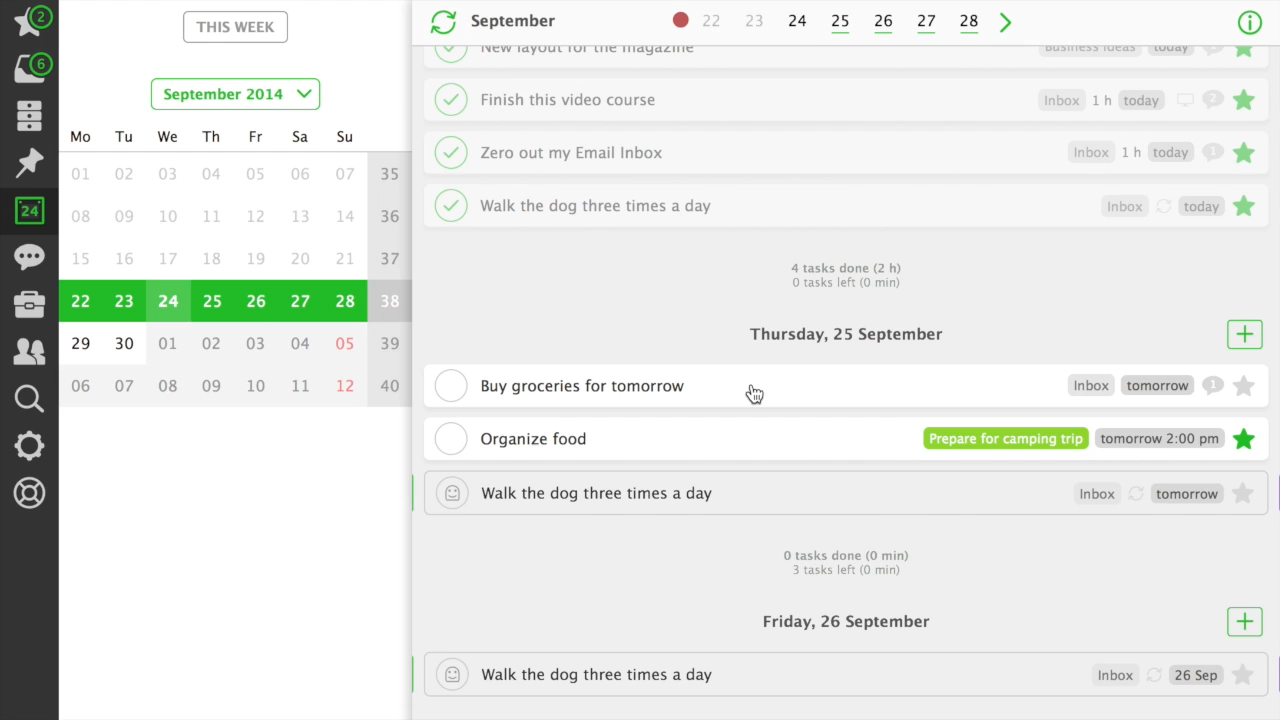 2
6
24
THIS WEEK
September 2014
Mo Tu We Th Fr Sa Su
01 02 03 04 05 06 07 35
08 09 10 11 12 13 14 36
15 16 17 18 19 20 21 37
22 23 24 25 26 27 28 38
29 30 01 02 03 04 05 39
06 07 08 09 10 11 12 40
September 22 23 24 25 26 27 28
New layout for the magazine Business ideas today
Finish this video course Inbox 1 h today 2
Zero out my Email Inbox Inbox 1 h today 1
Walk the dog three times a day Inbox today
4 tasks done (2 h)
0 tasks left (0 min)
Thursday, 25 September
Buy groceries for tomorrow Inbox tomorrow 1
Organize food Prepare for camping trip tomorrow 2:00 pm
Walk the dog three times a day Inbox tomorrow
0 tasks done (0 min)
3 tasks left (0 min)
Friday, 26 September
Walk the dog three times a day Inbox 26 Sep